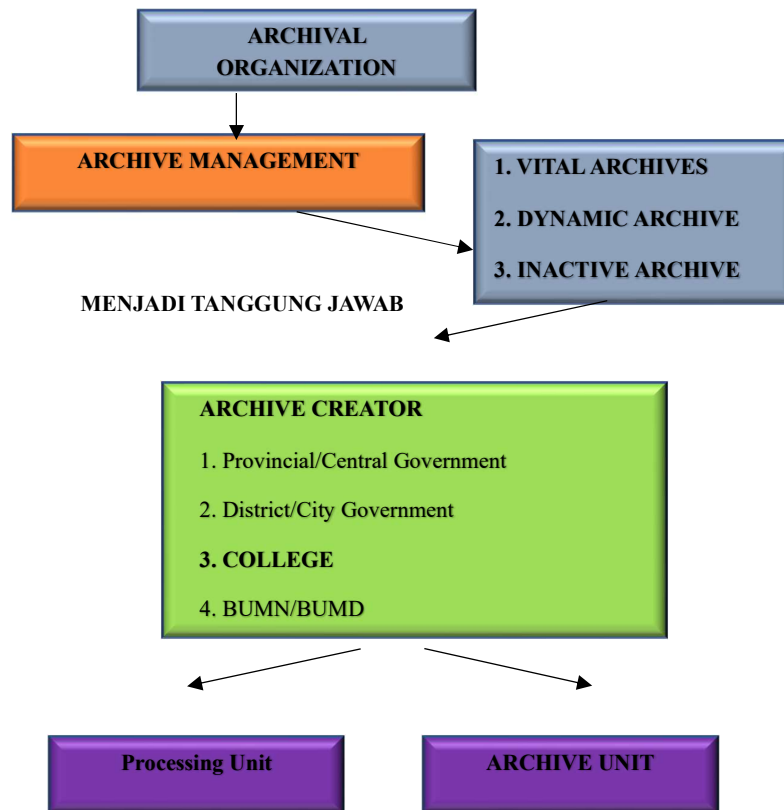 ARCHIVAL
ORGANIZATION
ARCHIVE MANAGEMENT
1. VITAL ARCHIVES
2. DYNAMIC ARCHIVE
3. INACTIVE ARCHIVE
MENJADI TANGGUNG JAWAB
ARCHIVE CREATOR
1. Provincial/Central Government
2. District/City Government
3. COLLEGE
4. BUMN/BUMD
Processing Unit
ARCHIVE UNIT